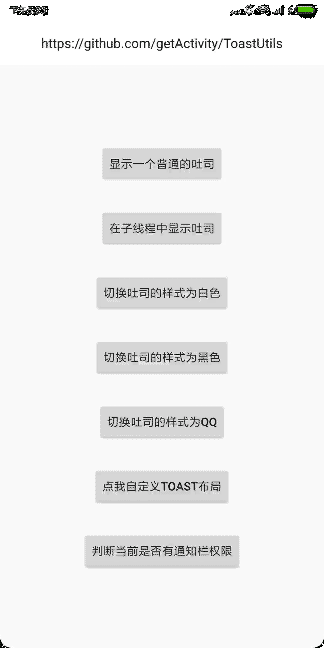 https://github.com/getActivity/ToastUtils
显示一个普通的吐司
在子线程中显示吐司
切换吐司的样式为白色
切换吐司的样式为黑色
切换吐司的样式为QQ
点我自定义TOAST布局
判断当前是否有通知栏权限